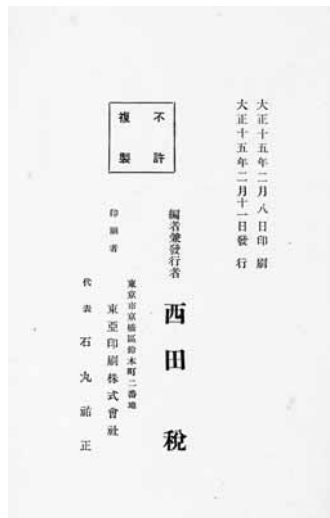 大正十五年二月八日印刷
大正十五年二月十一日發行
不許
複製
編者兼發行者 西田税
東京市京橋區鈴木町二番地
印刷者 東亞印刷株式會社
代表 石丸祐正